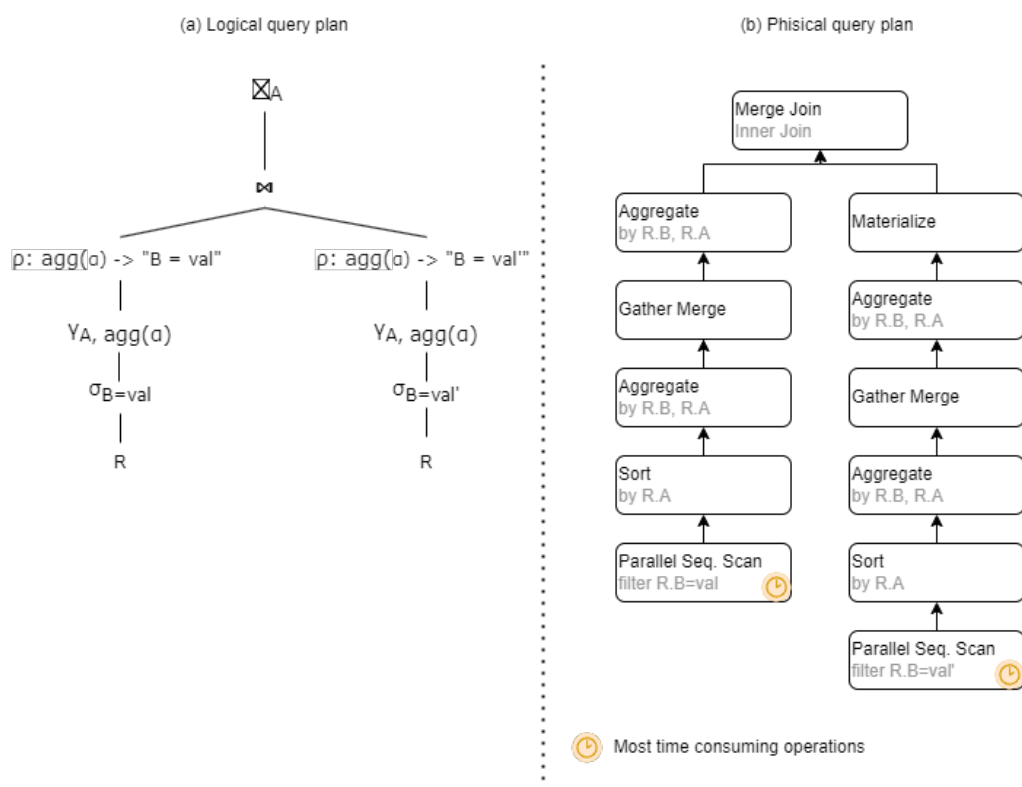 (a) Logical query plan
☒A
⋈
ρ: agg(a) -> "B = val"
ρ: agg(a) -> "B = val'"
γA, agg(a)
γA, agg(a)
σB=val
σB=val'
R
R
(b) Phisical query plan
Merge Join
Inner Join
Aggregate
by R.B, R.A
Gather Merge
Aggregate
by R.B, R.A
Sort
by R.A
Parallel Seq. Scan
filter R.B=val
Materialize
Aggregate
by R.B, R.A
Gather Merge
Aggregate
by R.B, R.A
Sort
by R.A
Parallel Seq. Scan
filter R.B=val'
Most time consuming operations